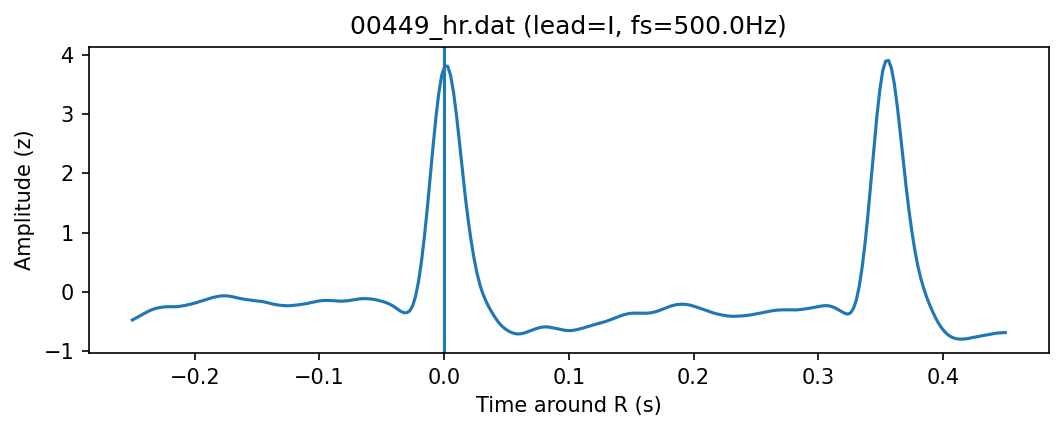 00449_hr.dat (lead=I, fs=500.0Hz)
Amplitude (z)
4
3
2
1
0
−1
−0.2 −0.1 0.0 0.1 0.2 0.3 0.4
Time around R (s)